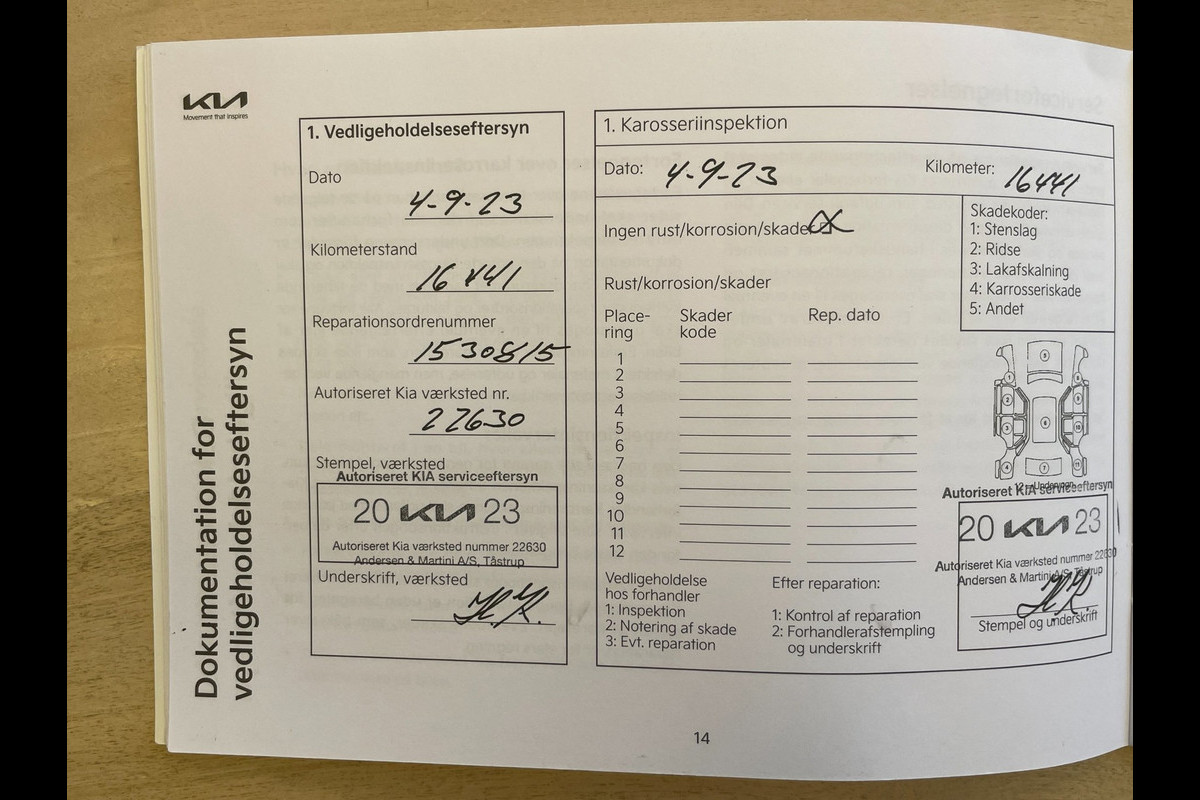 KIA
Movement that inspires
Dokumentation for
vedligeholdelseseftersyn
1. Vedligeholdelseseftersyn
Dato
4-9-23
Kilometerstand
16441
Reparationsordrenummer
1530815
Autoriseret Kia værksted nr.
22630
Stempel, værksted
Autoriseret KIA serviceeftersyn
20 KIA 23
Autoriseret Kia værksted nummer 22630
Andersen & Martini A/S, Tåstrup
Underskrift, værksted
1. Karosseriinspektion
Dato: 4-9-23 Kilometer: 16441
Ingen rust/korrosion/skader
Rust/korrosion/skader
Skadekoder:
1: Stenslag
2: Ridse
3: Lakafskalning
4: Karrosseriskade
5: Andet
Place-
ring
Skader
kode
Rep. dato
1
2
3
4
5
6
7
8
9
10
11
12
Vedligeholdelse
hos forhandler
1: Inspektion
2: Notering af skade
3: Evt. reparation
Efter reparation:
1: Kontrol af reparation
2: Forhandlerafstempling
og underskrift
Autoriseret KIA serviceeftersyn
20 KIA 23
Autoriseret Kia værksted nummer 22630
Andersen & Martini A/S, Tåstrup
Stempel og underskrift
14